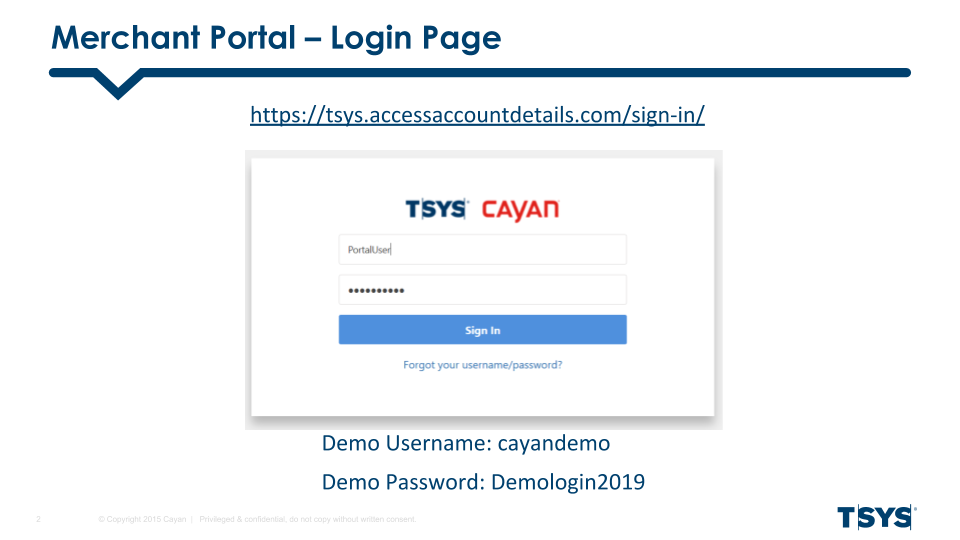 Merchant Portal – Login Page
https://tsys.accessaccountdetails.com/sign-in/
TSYS CAYAN
PortalUser
••••••••••
Sign In
Forgot your username/password?
Demo Username: cayandemo
Demo Password: Demologin2019
2 © Copyright 2015 Cayan | Privileged & confidential, do not copy without written consent.
TSYS